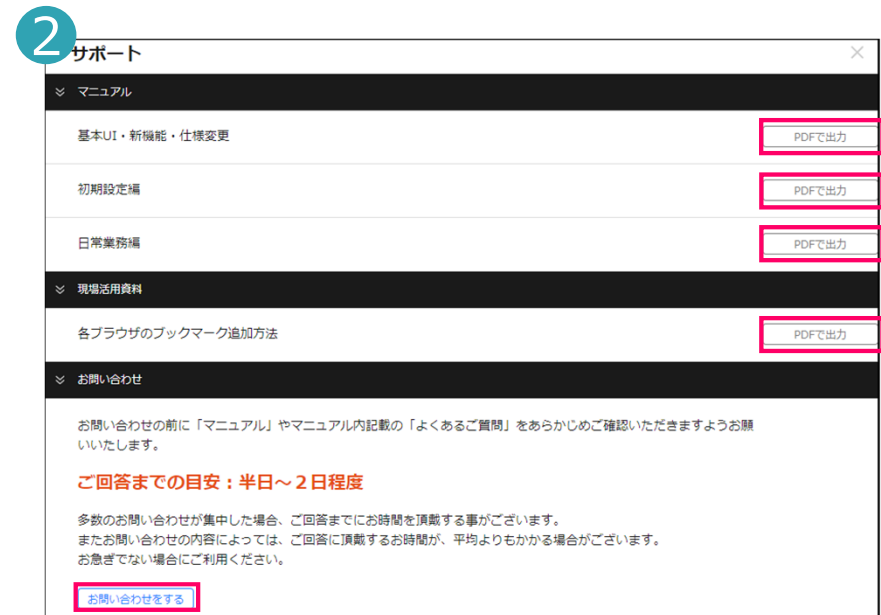 2
サポート
マニュアル
基本UI・新機能・仕様変更
PDFで出力
初期設定編
PDFで出力
日常業務編
PDFで出力
現場活用資料
各ブラウザのブックマーク追加方法
PDFで出力
お問い合わせ
お問い合わせの前に「マニュアル」やマニュアル内記載の「よくあるご質問」をあらかじめご確認いただきますようお願
いいたします。
ご回答までの目安：半日～２日程度
多数のお問い合わせが集中した場合、ご回答までにお時間を頂戴する事がございます。
またお問い合わせの内容によっては、ご回答に頂戴するお時間が、平均よりもかかる場合がございます。
お急ぎでない場合にご利用ください。
お問い合わせをする